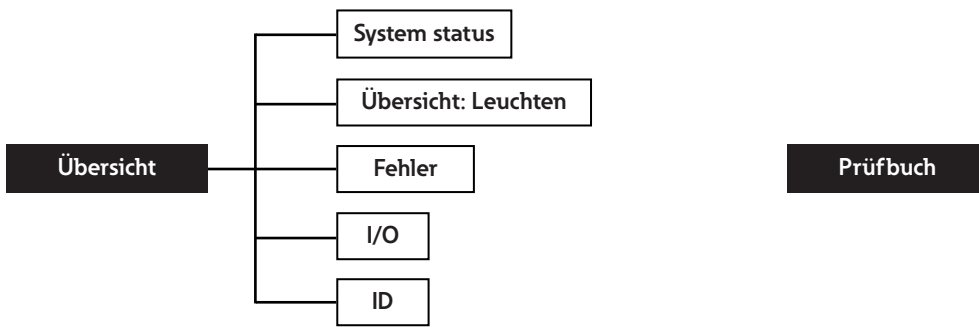 System status
Übersicht: Leuchten
Übersicht
Fehler
Prüfbuch
I/O
ID